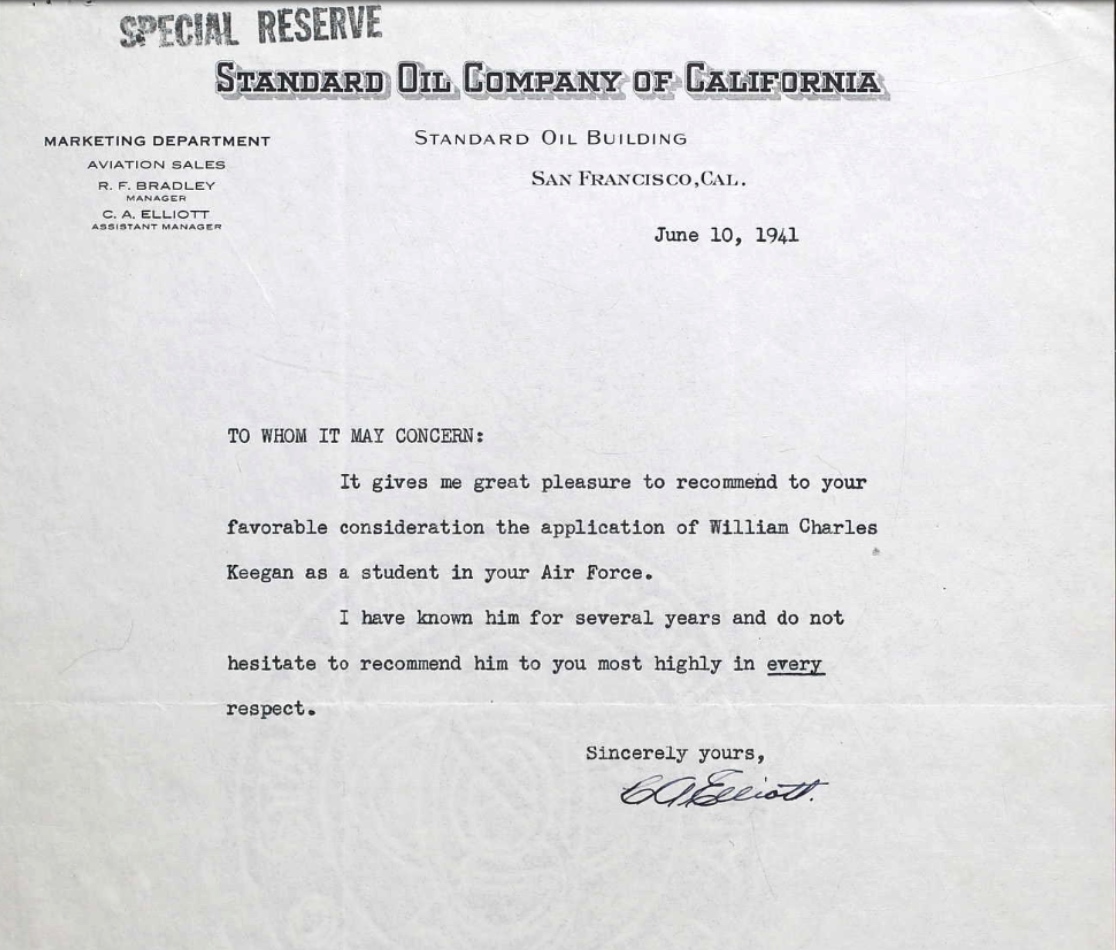 SPECIAL RESERVE
STANDARD OIL COMPANY OF CALIFORNIA
MARKETING DEPARTMENT
AVIATION SALES
R. F. BRADLEY
MANAGER
C. A. ELLIOTT
ASSISTANT MANAGER
STANDARD OIL BUILDING
SAN FRANCISCO, CAL.
June 10, 1941
TO WHOM IT MAY CONCERN:
It gives me great pleasure to recommend to your
favorable consideration the application of William Charles
Keegan as a student in your Air Force.
I have known him for several years and do not
hesitate to recommend him to you most highly in every
respect.
Sincerely yours,
CA Elliott.